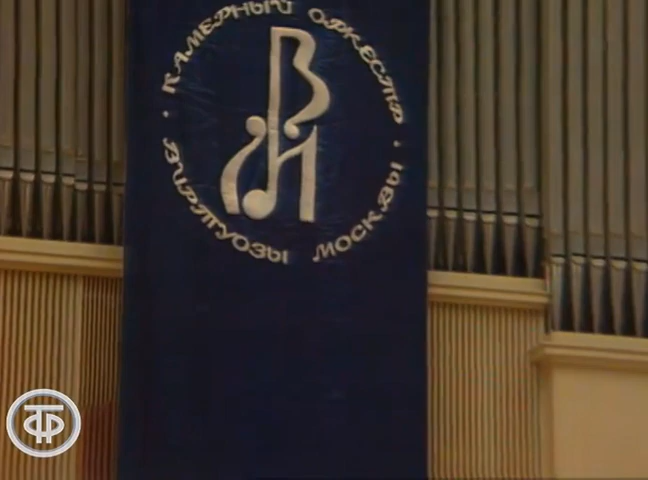 КАМЕРНЫЙ ОРКЕСТР
ВИРТУОЗЫ МОСКВЫ